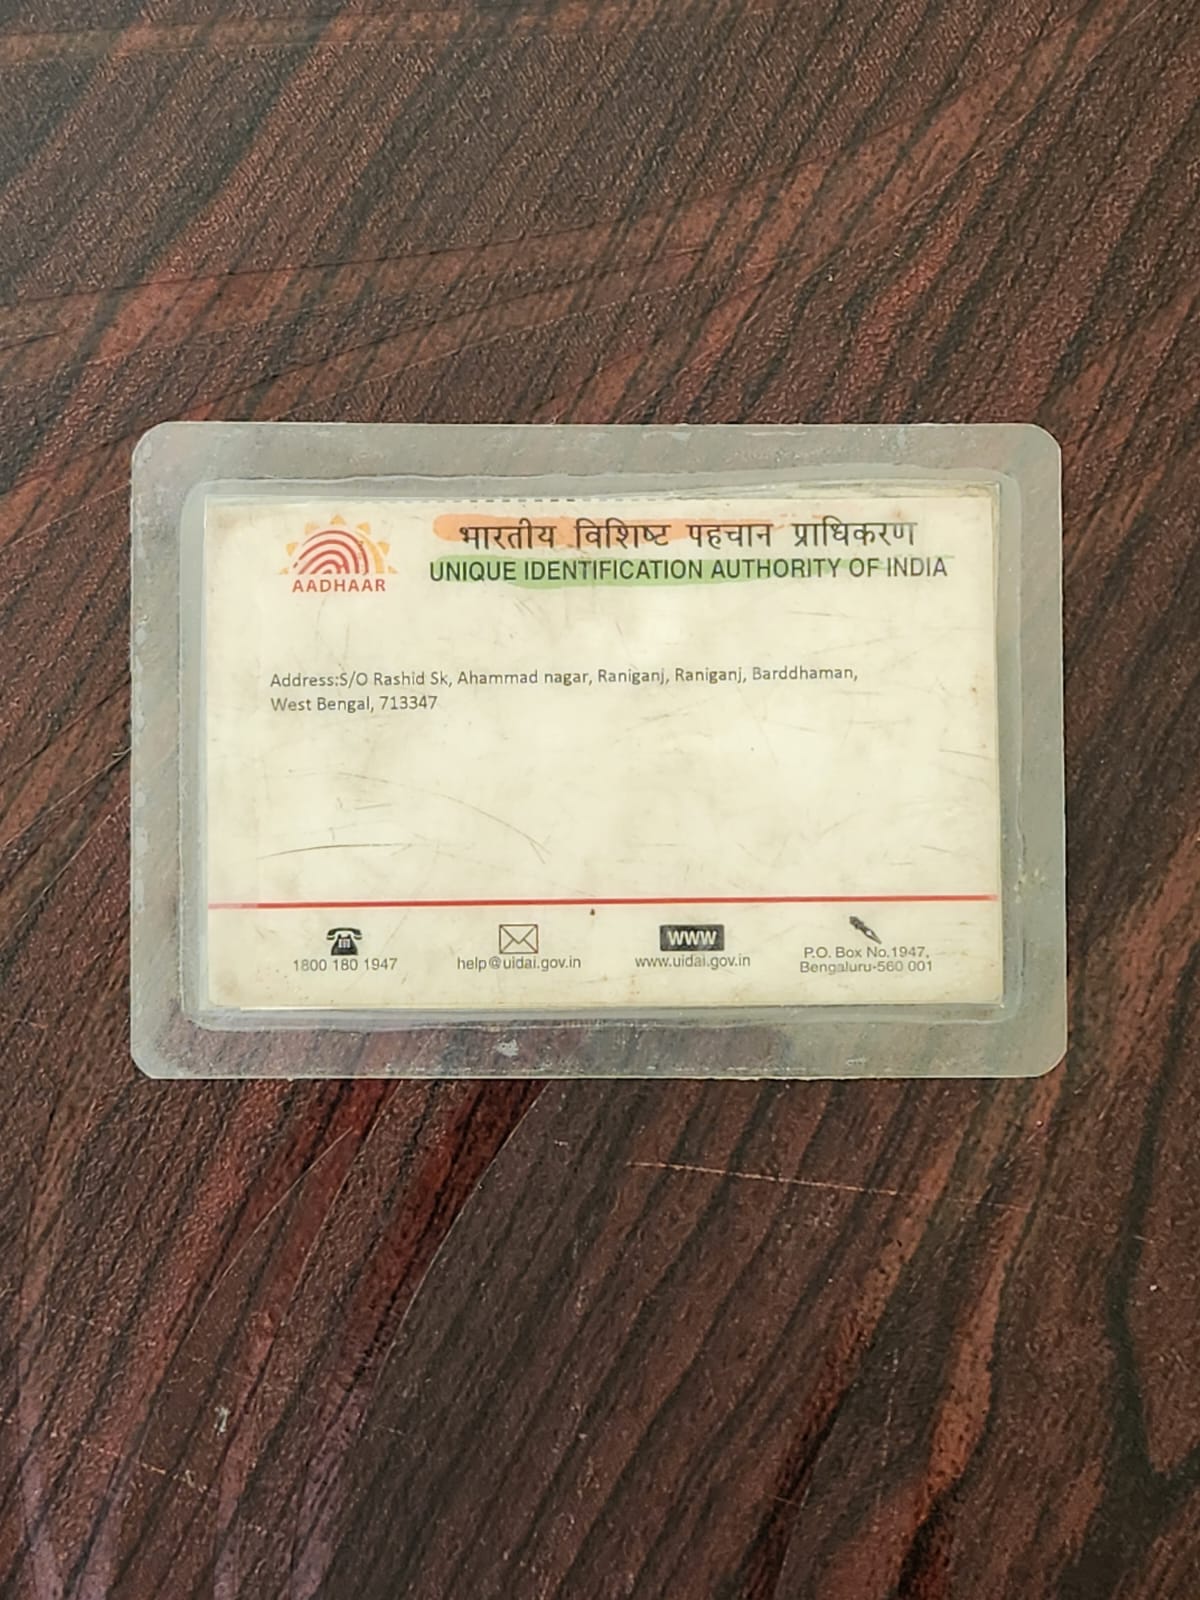 AADHAAR
भारतीय विशिष्ट पहचान प्राधिकरण
UNIQUE IDENTIFICATION AUTHORITY OF INDIA
Address:S/O Rashid Sk, Ahammad nagar, Raniganj, Raniganj, Barddhaman,
West Bengal, 713347
1800 180 1947
help@uidai.gov.in
WWW
www.uidai.gov.in
P.O. Box No.1947,
Bengaluru-560 001